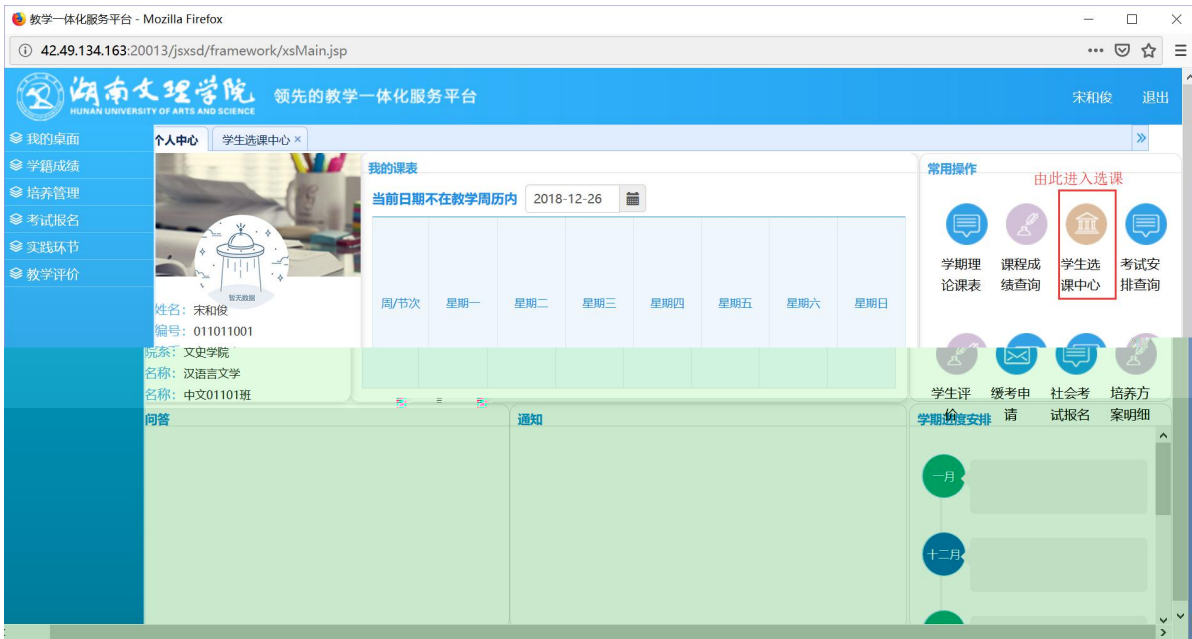 教学一体化服务平台 - Mozilla Firefox
42.49.134.163:20013/jsxsd/framework/xsMain.jsp
湖南文理学院
HUNAN UNIVERSITY OF ARTS AND SCIENCE
领先的教学一体化服务平台
宋和俊 退出
我的桌面
学籍成绩
培养管理
考试报名
实践环节
教学评价
个人中心 学生选课中心 ×
暂无数据
姓名：宋和俊
编号：011011001
院系：文史学院
名称：汉语言文学
名称：中文01101班
我的课表
当前日期不在教学周历内 2018-12-26
周/节次 星期一 星期二 星期三 星期四 星期五 星期六 星期日
常用操作
由此进入选课
学期理论课表
课程成绩查询
学生选课中心
考试安排查询
学生评价
缓考申请
社会考试报名
培养方案明细
问答
通知
学期进度安排
一月
十二月